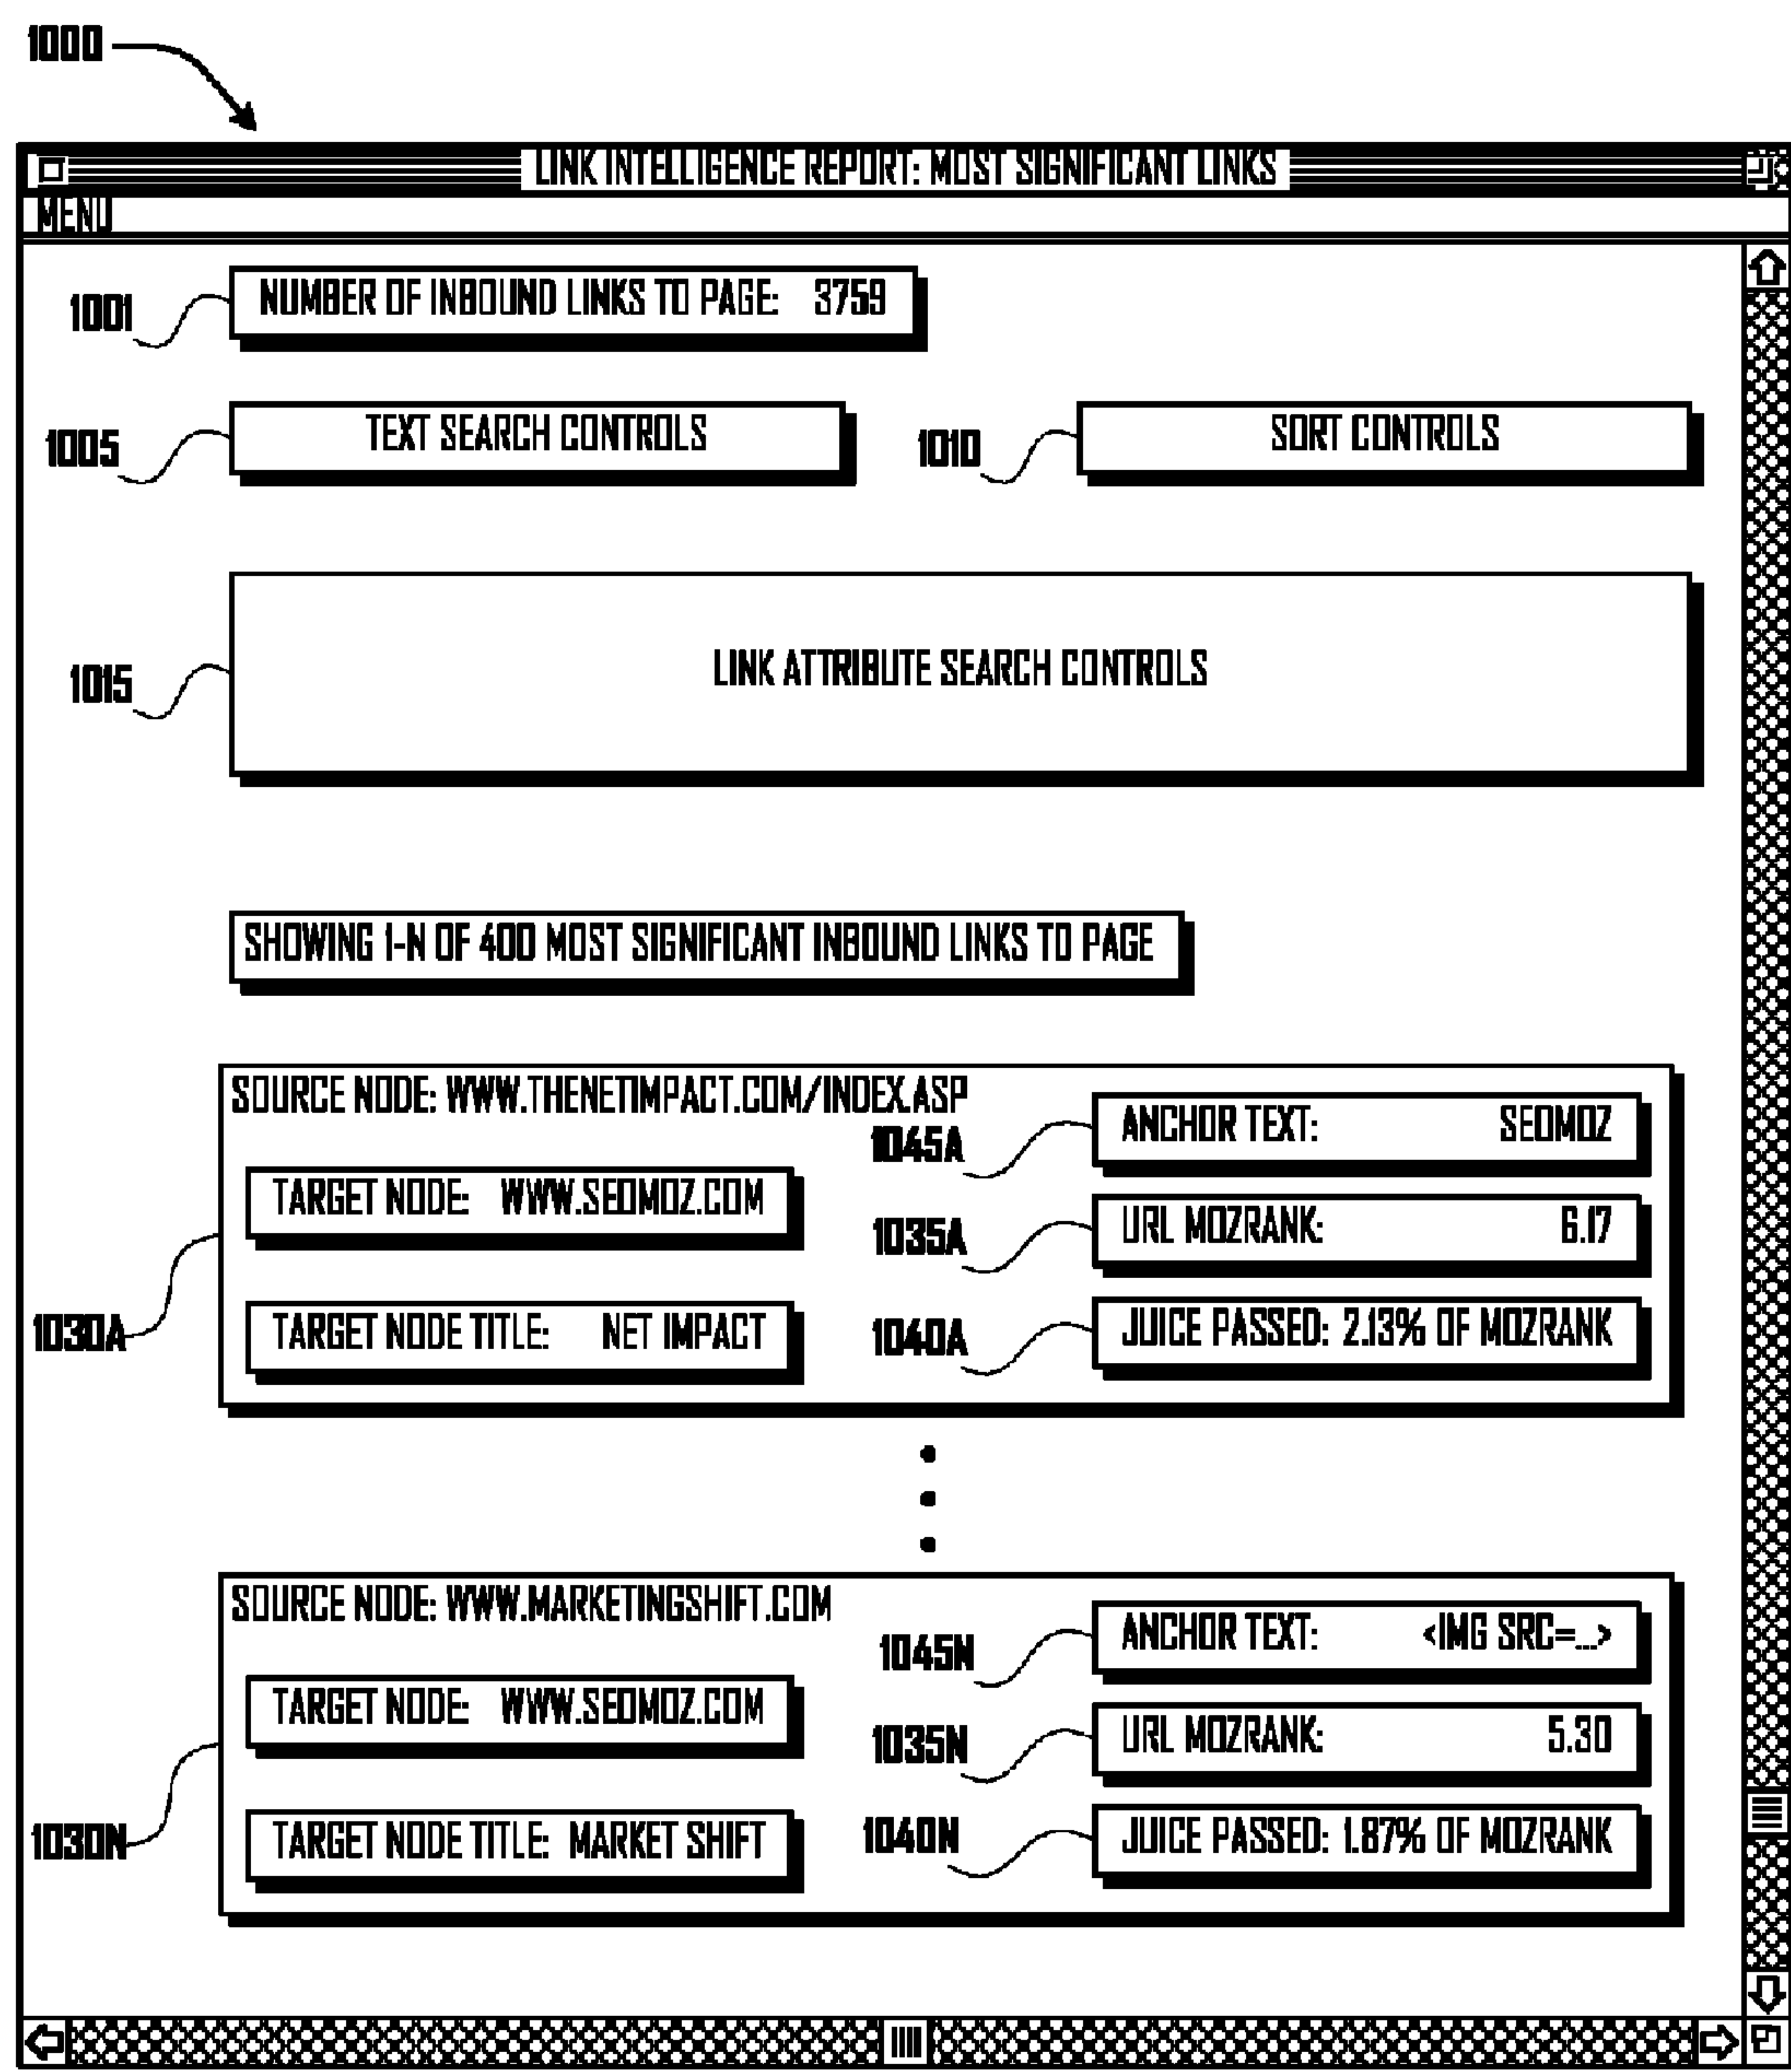 1000
LINK INTELLIGENCE REPORT: MOST SIGNIFICANT LINKS
MENU
1001
NUMBER OF INBOUND LINKS TO PAGE: 3759
1005
TEXT SEARCH CONTROLS
1010
SORT CONTROLS
1015
LINK ATTRIBUTE SEARCH CONTROLS
SHOWING 1-N OF 400 MOST SIGNIFICANT INBOUND LINKS TO PAGE
SOURCE NODE: WWW.THENETIMPACT.COM/INDEX.ASP
1045A
ANCHOR TEXT: SEOMOZ
TARGET NODE: WWW.SEOMOZ.COM
1035A
URL MOZRANK: 6.17
1030A
TARGET NODE TITLE: NET IMPACT
1040A
JUICE PASSED: 2.13% OF MOZRANK
SOURCE NODE: WWW.MARKETINGSHIFT.COM
1045N
ANCHOR TEXT: <IMG SRC=...>
TARGET NODE: WWW.SEOMOZ.COM
1035N
URL MOZRANK: 5.30
1030N
TARGET NODE TITLE: MARKET SHIFT
1040N
JUICE PASSED: 1.87% OF MOZRANK